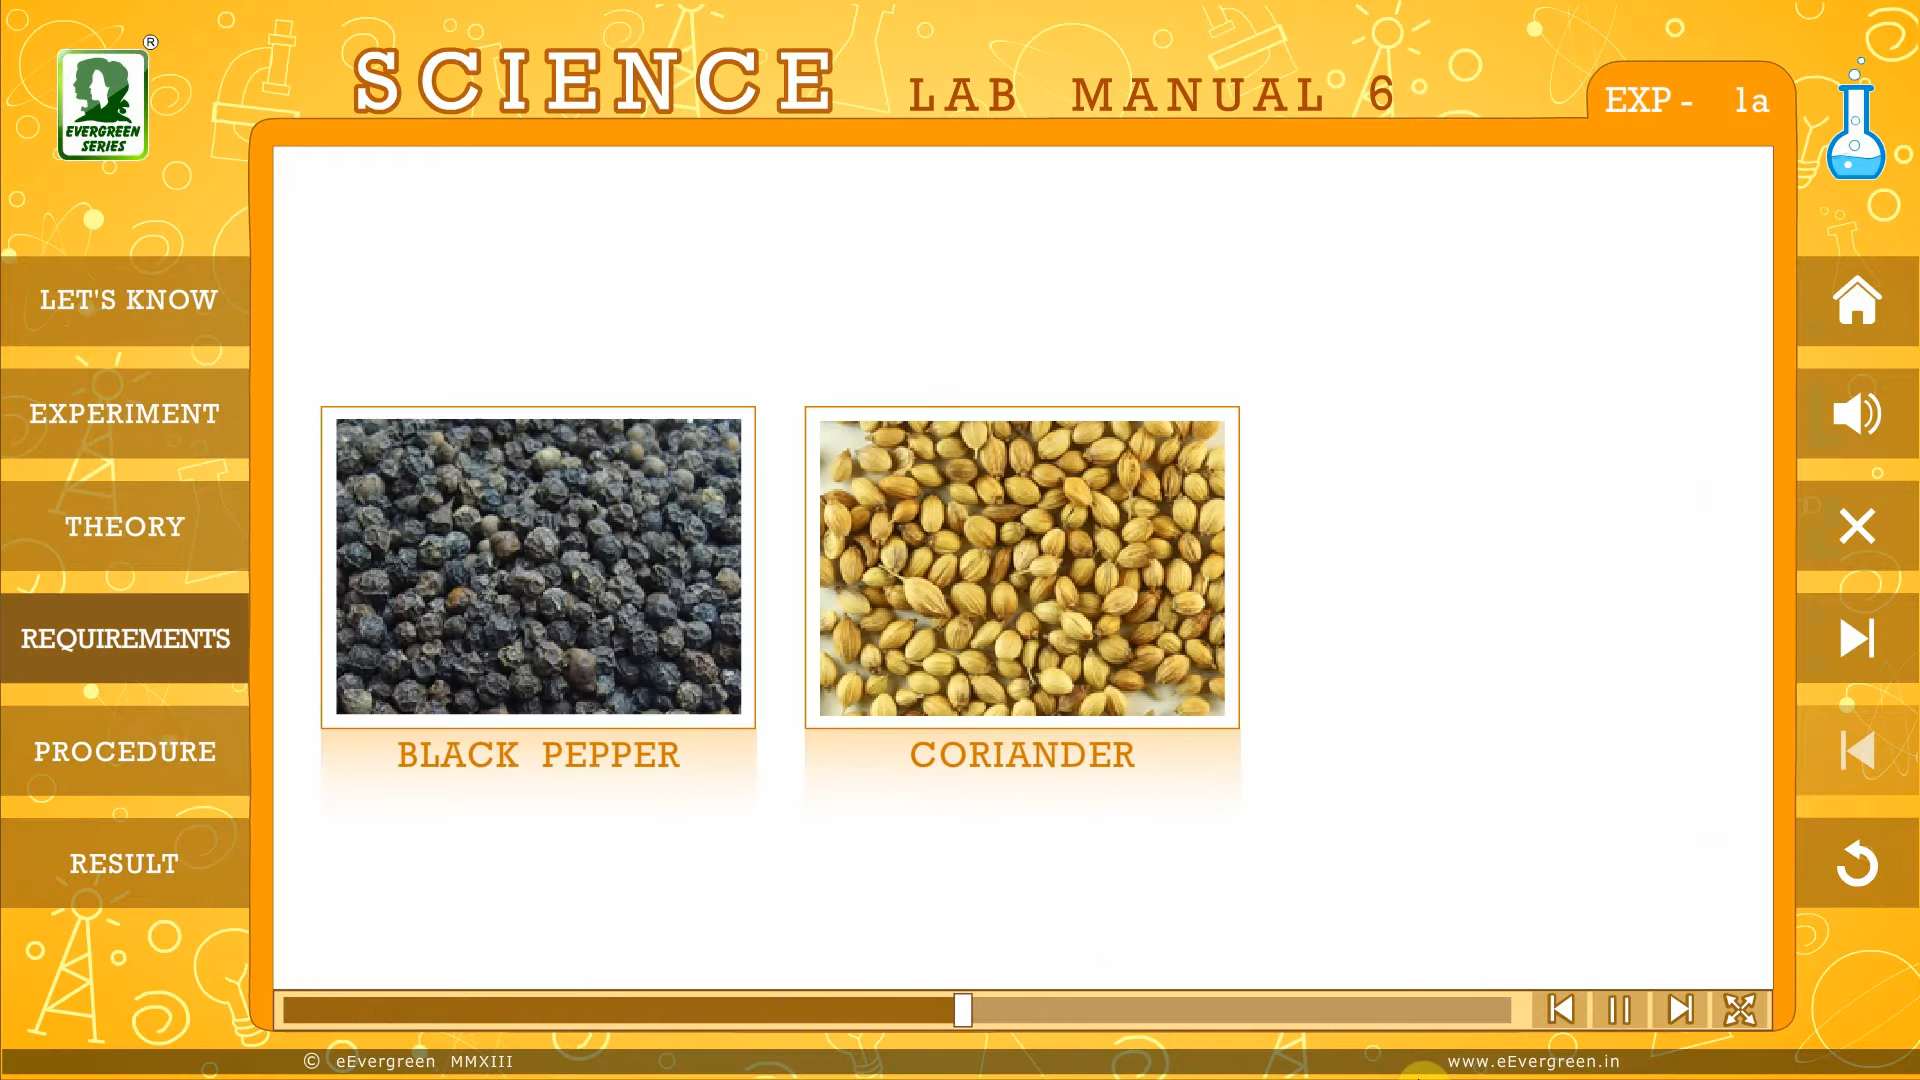 ®
EVERGREEN
SERIES
SCIENCE LAB MANUAL 6
EXP - 1a
LET'S KNOW
EXPERIMENT
THEORY
REQUIREMENTS
PROCEDURE
RESULT
BLACK PEPPER
CORIANDER
© eEvergreen MMXIII
www.eEvergreen.in